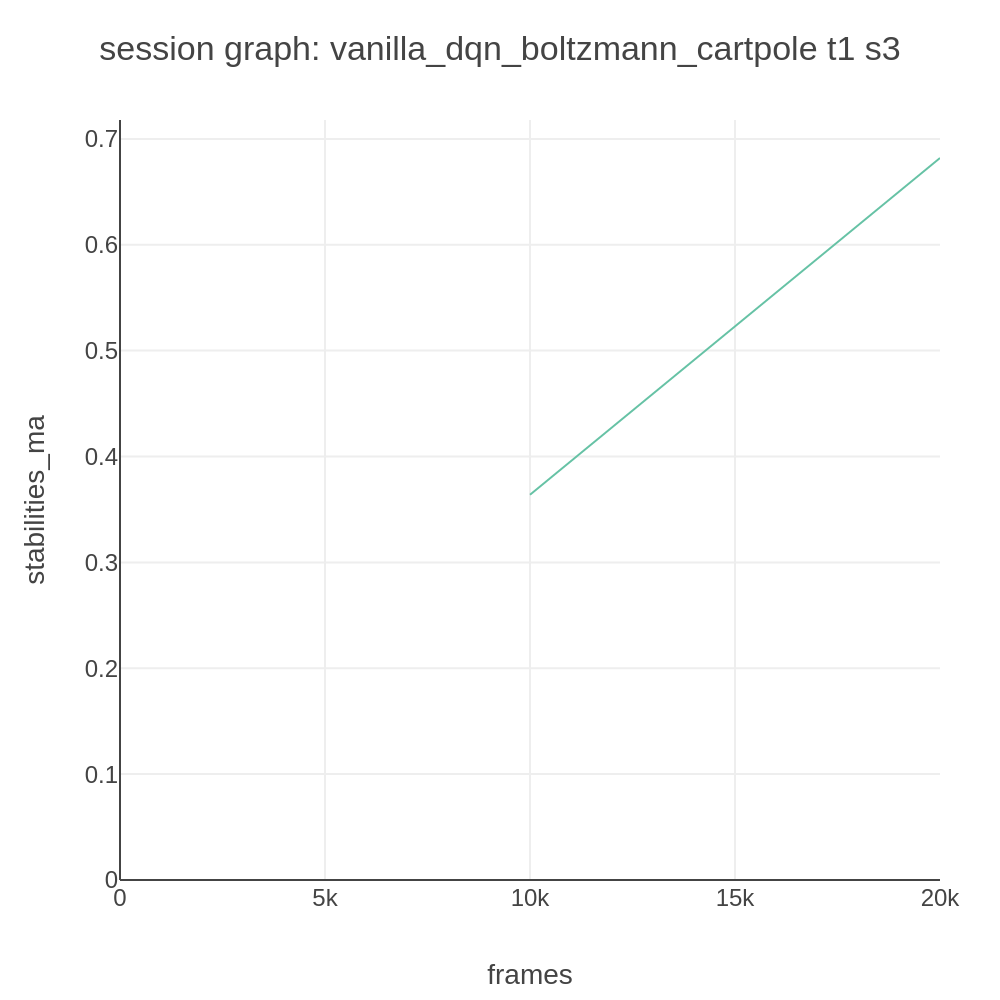 session graph: vanilla_dqn_boltzmann_cartpole t1 s3
0.7
0.6
0.5
0.4
0.3
0.2
0.1
0
stabilities_ma
0
5k
10k
15k
20k
frames